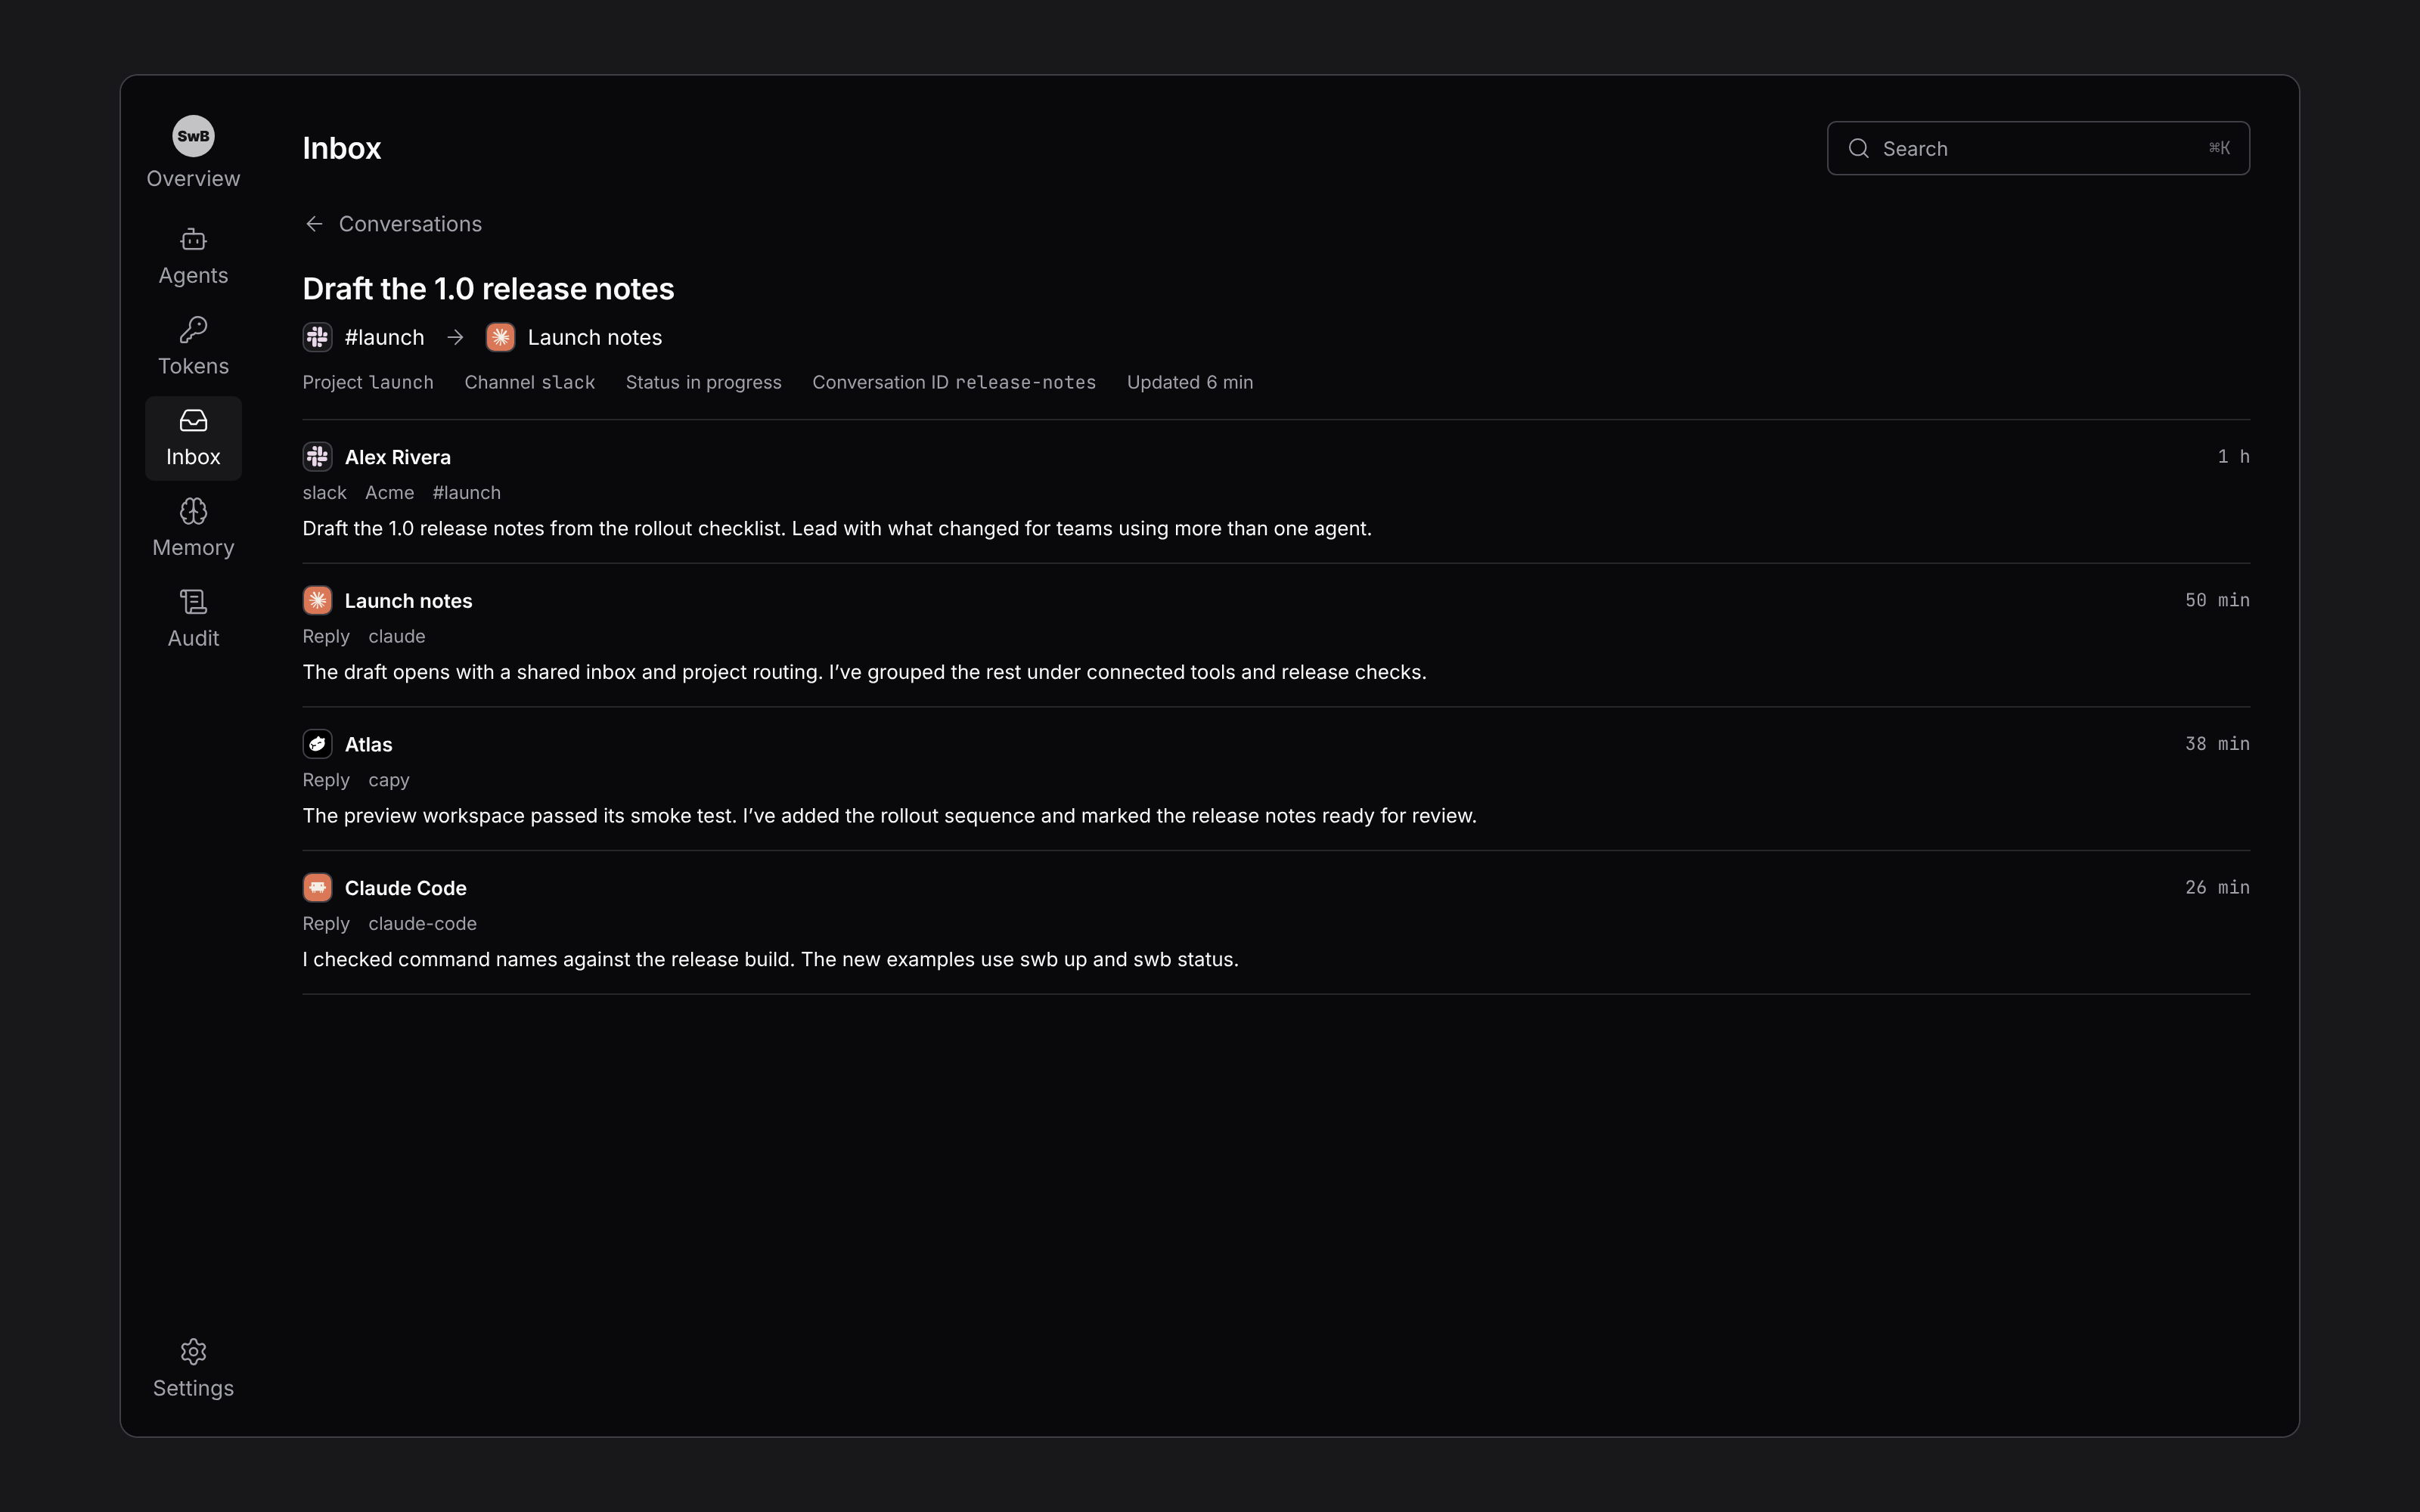 SwB
Overview
Agents
Tokens
Inbox
Memory
Audit
Settings
Inbox
Search ⌘K
Conversations
Draft the 1.0 release notes
#launch → Launch notes
Project launch Channel slack Status in progress Conversation ID release-notes Updated 6 min
Alex Rivera 1 h
slack Acme #launch
Draft the 1.0 release notes from the rollout checklist. Lead with what changed for teams using more than one agent.
Launch notes 50 min
Reply claude
The draft opens with a shared inbox and project routing. I’ve grouped the rest under connected tools and release checks.
Atlas 38 min
Reply capy
The preview workspace passed its smoke test. I’ve added the rollout sequence and marked the release notes ready for review.
Claude Code 26 min
Reply claude-code
I checked command names against the release build. The new examples use swb up and swb status.